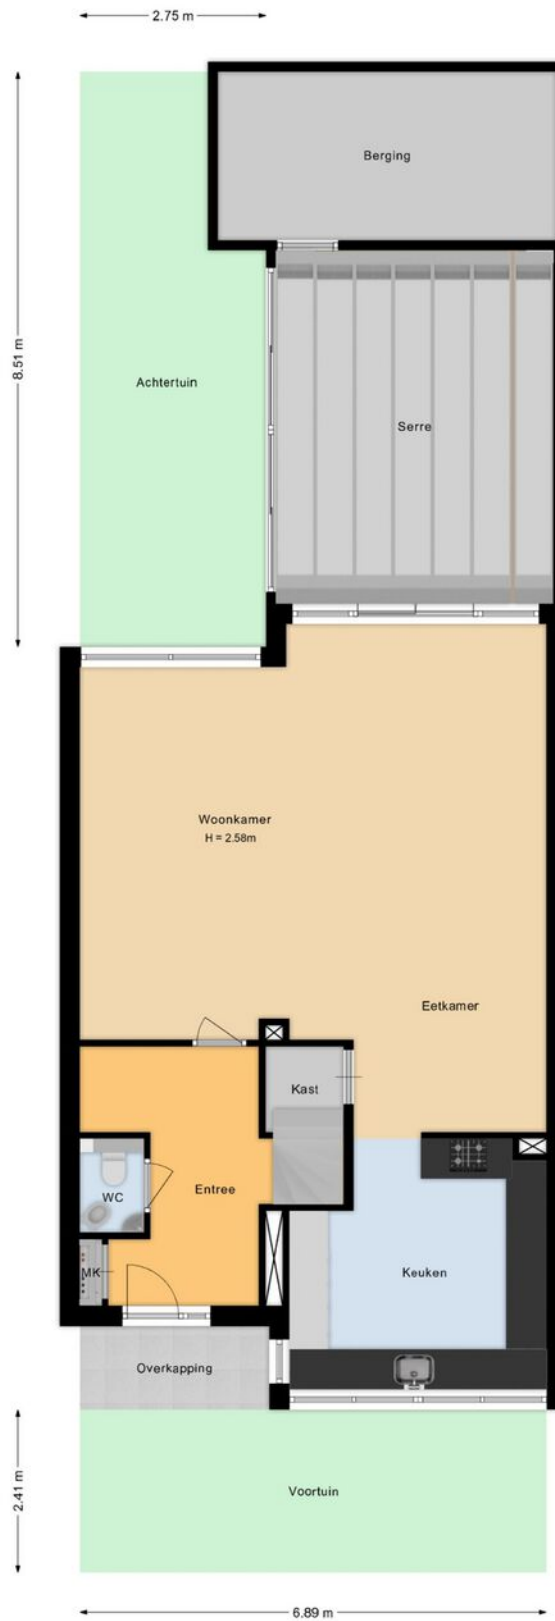 2.75 m
Berging
8.51 m
Achtertuin
Serre
Woonkamer
H = 2.58m
Eetkamer
Kast
WC
Entree
MK
Keuken
Overkapping
2.41 m
Voortuin
6.89 m